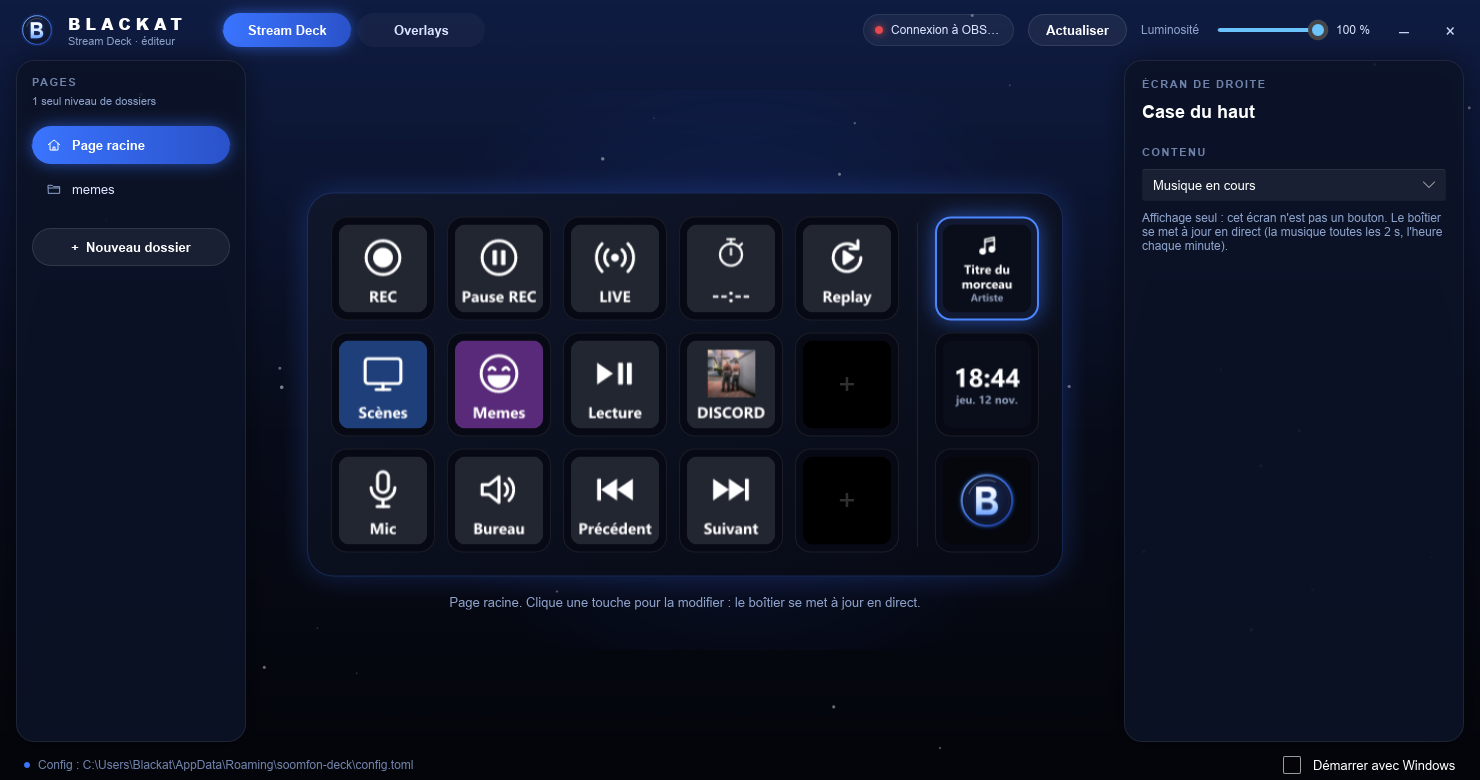 B
BLACKAT
Stream Deck · éditeur
Stream Deck
Overlays
Connexion à OBS…
Actualiser
Luminosité
100 %
PAGES
1 seul niveau de dossiers
Page racine
memes
+ Nouveau dossier
REC
Pause REC
LIVE
--:--
Replay
Titre du
morceau
Artiste
Scènes
Memes
Lecture
DISCORD
+
18:44
jeu. 12 nov.
Mic
Bureau
Précédent
Suivant
+
B
Page racine. Clique une touche pour la modifier : le boîtier se met à jour en direct.
ÉCRAN DE DROITE
Case du haut
CONTENU
Musique en cours
Affichage seul : cet écran n'est pas un bouton. Le boîtier
se met à jour en direct (la musique toutes les 2 s, l'heure
chaque minute).
Config : C:\Users\Blackat\AppData\Roaming\soomfon-deck\config.toml
Démarrer avec Windows